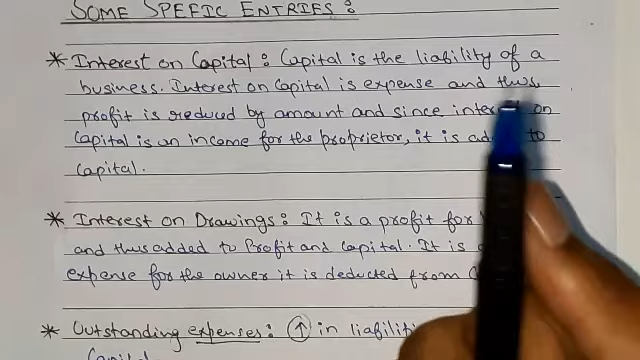 SOME SPEFIC ENTRIES:
* Interest on Capital: Capital is the liability of a
business. Interest on Capital is expense and thus
profit is reduced by amount and since on
Capital is an income for the proprietor, it is to
Capital.
* Interest on Drawings: It is a profit for
and thus added to Profit and Capital. It is
expense for the owner it is deducted from
* Outstanding expenses: ↑ in
Capital